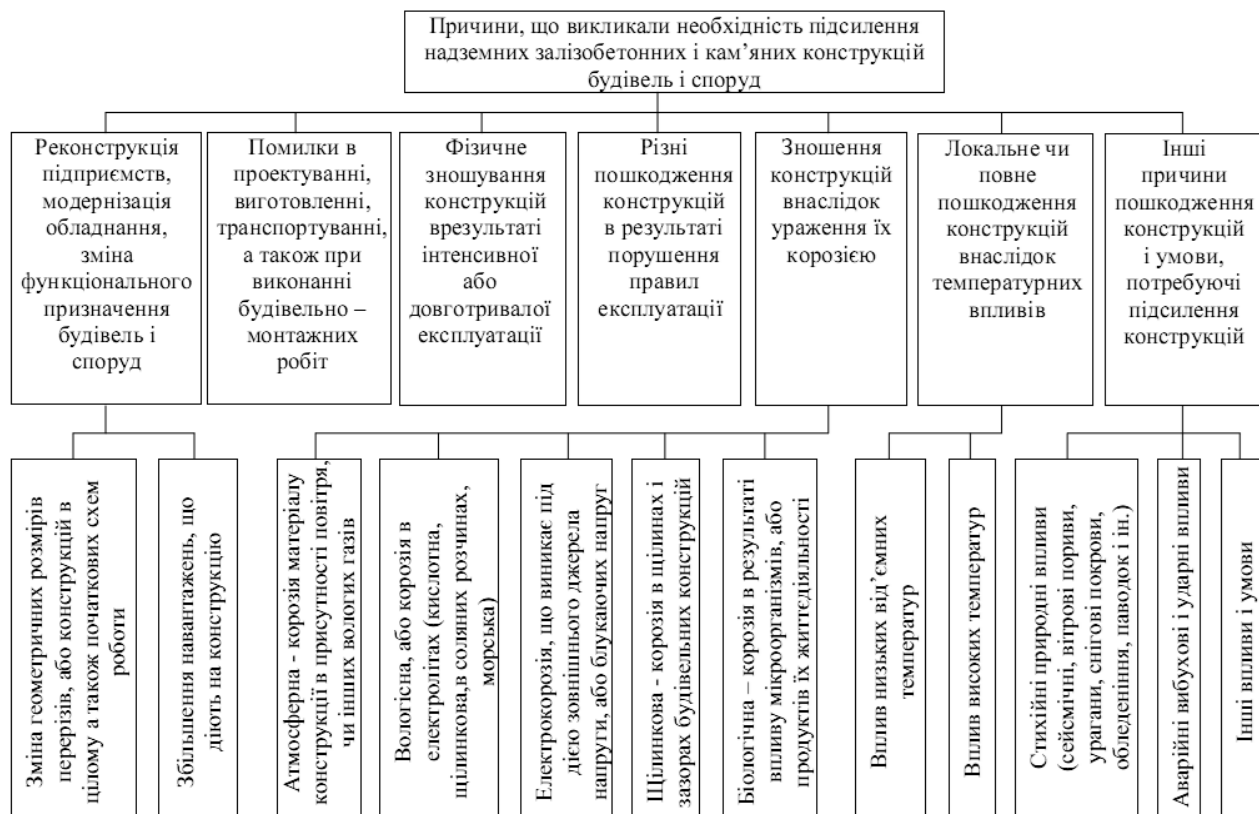 Причини, що викликали необхідність підсилення
надземних залізобетонних і кам’яних конструкцій
будівель і споруд
Реконструкція
підприємств,
модернізація
обладнання,
зміна
функціонального
призначення
будівель і
споруд
Помилки в
проектуванні,
виготовленні,
транспортуванні,
а також при
виконанні
будівельно –
монтажних
робіт
Фізичне
зношування
конструкцій
врезультаті
інтенсивної
або
довготривалої
експлуатації
Різні
пошкодження
конструкцій
в результаті
порушення
правил
експлуатації
Зношення
конструкцій
внаслідок
ураження їх
корозією
Локальне чи
повне
пошкодження
конструкцій
внаслідок
температурних
впливів
Інші
причини
пошкодження
конструкцій
і умови,
потребуючі
підсилення
конструкцій
Зміна геометричних розмірів
перерізів, або конструкцій в
цілому а також початкових схем
роботи
Збільшення навантажень, що
діють на конструкцію
Атмосферна - корозія матеріалу
конструкції в присутності повітря,
чи інших вологих газів
Вологісна, або корозія в
електролітах (кислотна,
щілинкова,в соляних розчинах,
морська)
Електрокорозія, що виникає під
дією зовнішнього джерела
напруги, або блукаючих напруг
Щілинкова - корозія в щілинах і
зазорах будівельних конструкцій
Біологічна – корозія в результаті
впливу мікроорганізмів, або
продуктів їх життєдіяльності
Вплив низьких від’ємних
температур
Вплив високих температур
Стихійні природні впливи
(сейсмічні, вітрові пориви,
урагани, снігові покрови,
обледеніння, паводок і ін.)
Аварійні вибухові і ударні впливи
Інші впливи і умови